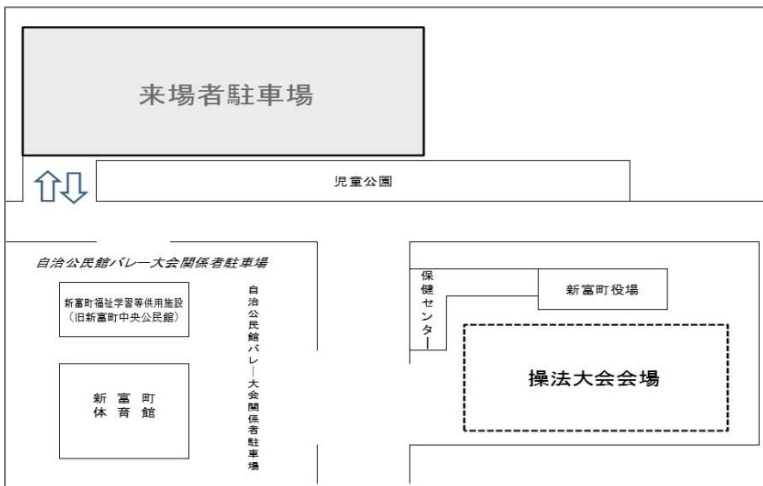 来場者駐車場
児童公園
自治公民館バレー大会関係者駐車場
新富町福祉学習等供用施設
（旧新富町中央公民館）
新富町
体育館
自治公民館バレー大会関係者駐車場
保健センター
新富町役場
操法大会会場